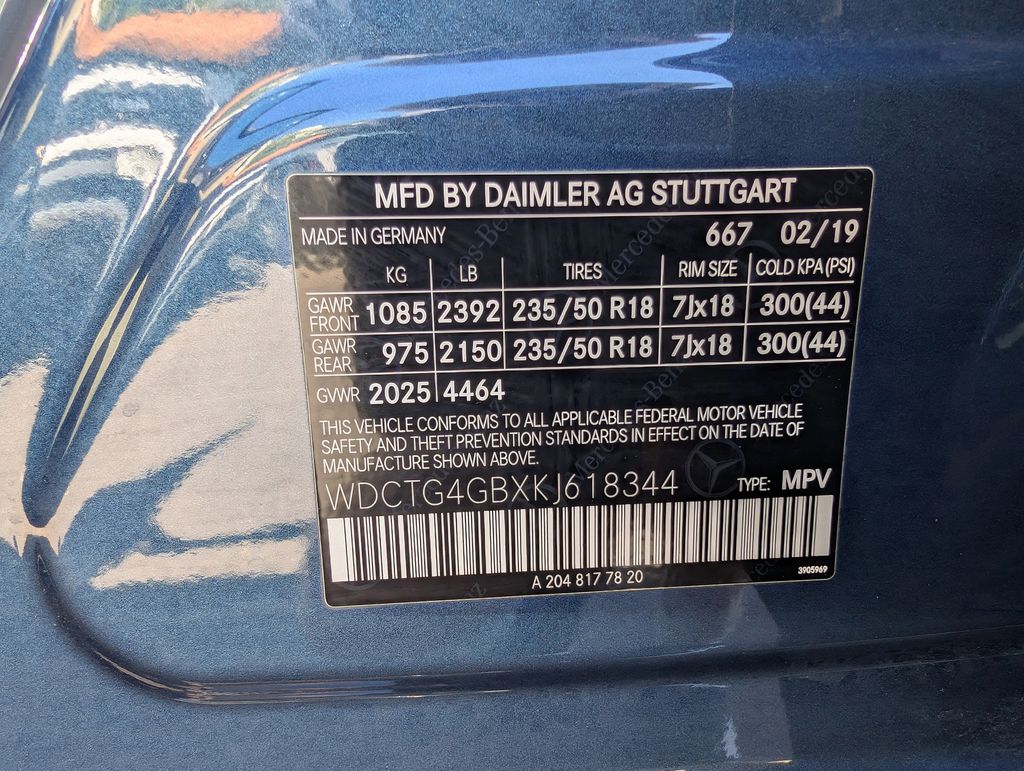 MFD BY DAIMLER AG STUTTGART
MADE IN GERMANY 667 02/19
KG LB TIRES RIM SIZE COLD KPA (PSI)
GAWR FRONT 1085 2392 235/50 R18 7Jx18 300(44)
GAWR REAR 975 2150 235/50 R18 7Jx18 300(44)
GVWR 2025 4464
THIS VEHICLE CONFORMS TO ALL APPLICABLE FEDERAL MOTOR VEHICLE
SAFETY AND THEFT PREVENTION STANDARDS IN EFFECT ON THE DATE OF
MANUFACTURE SHOWN ABOVE.
WDCTG4GBXKJ618344 TYPE: MPV
A 204 817 78 20 3905969